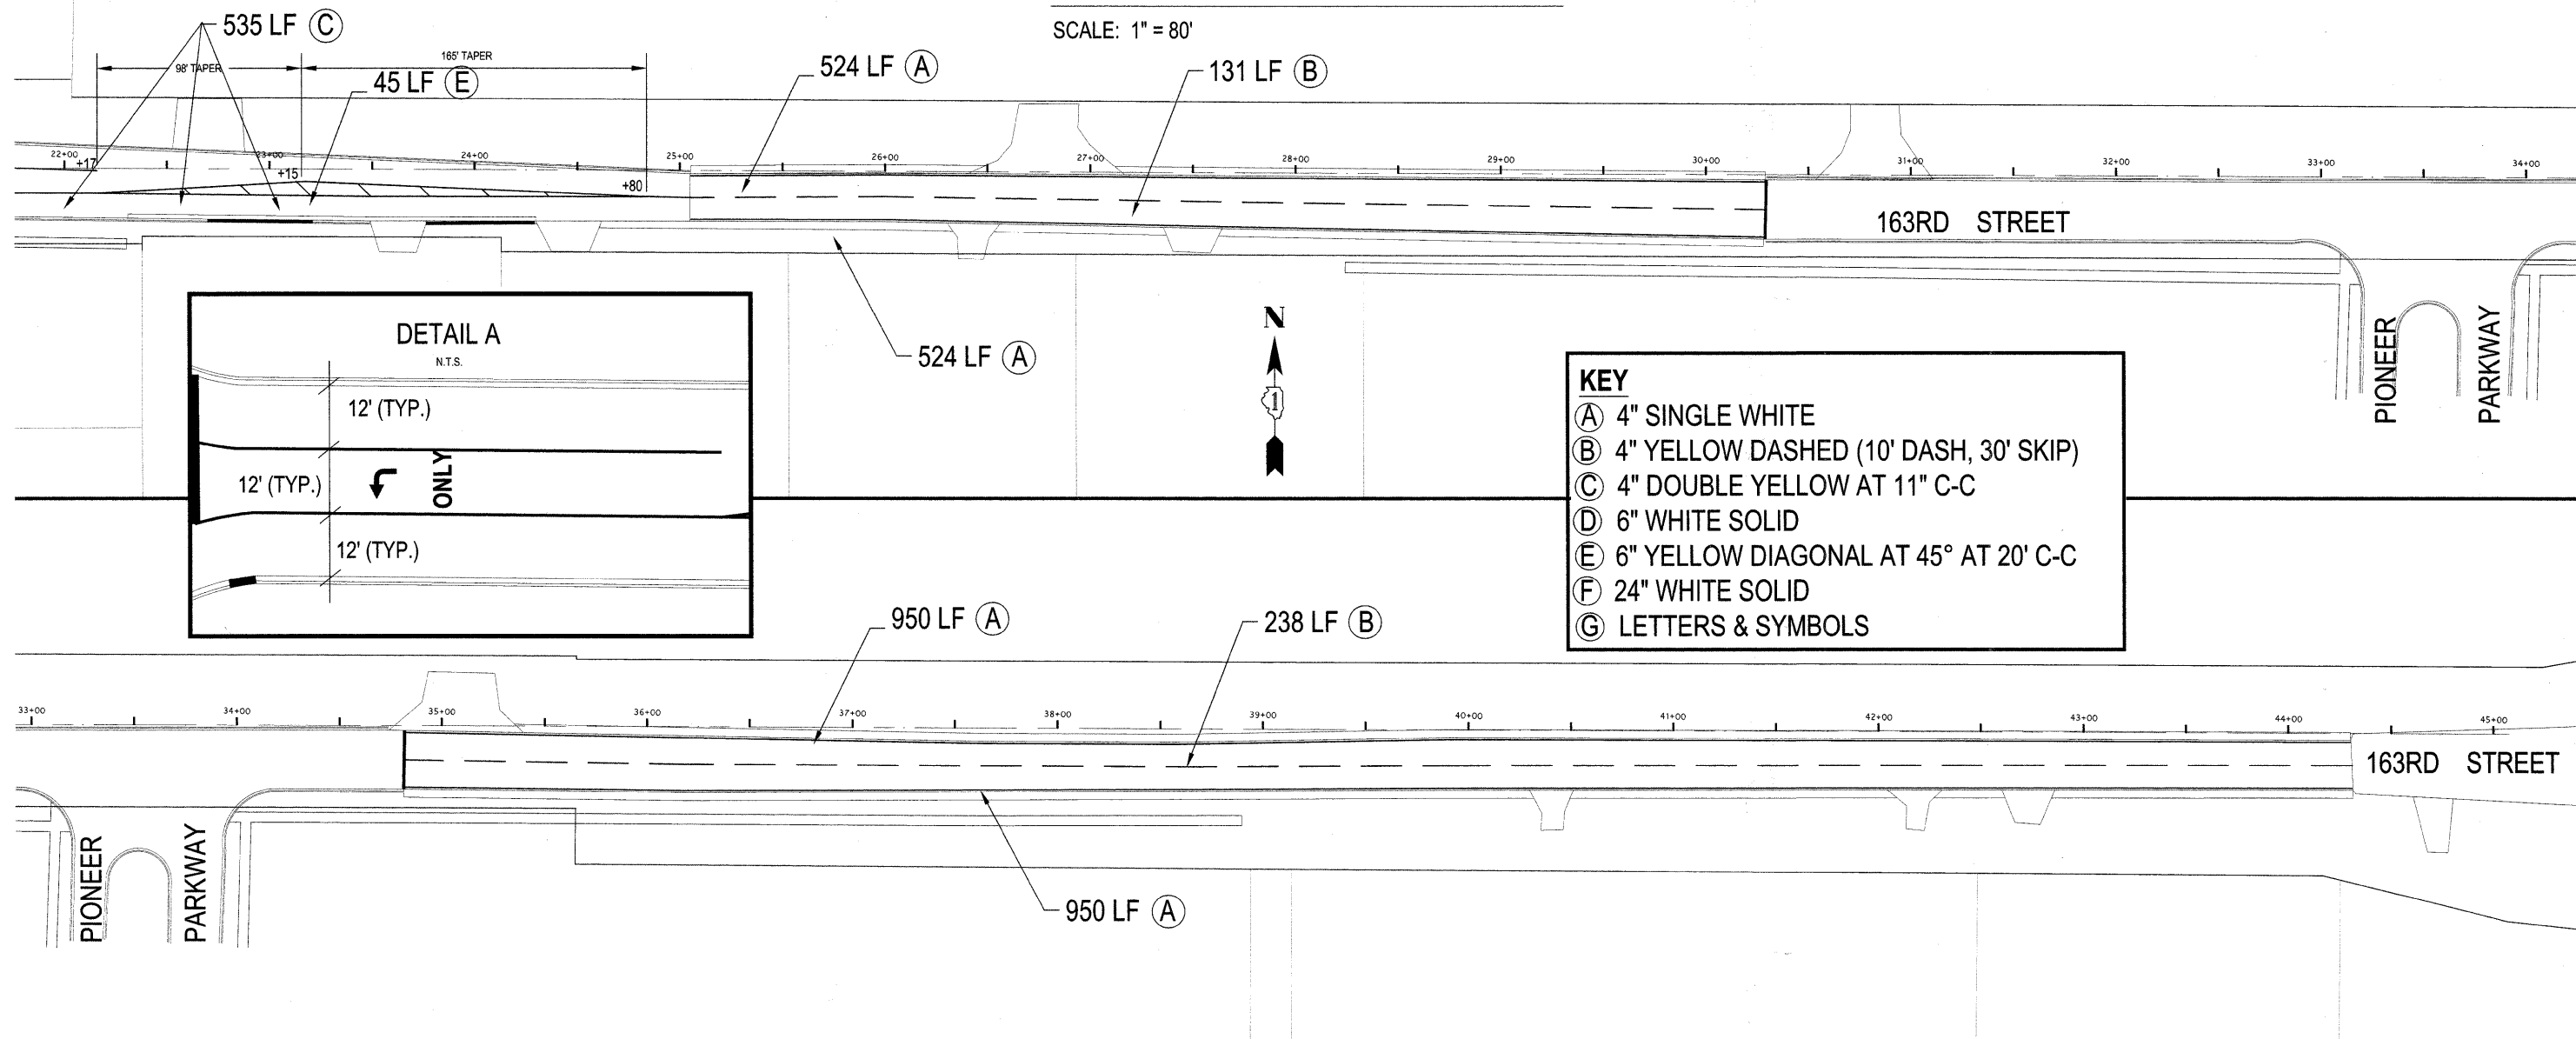 SCALE: 1" = 80'
535 LF C
98' TAPER
165' TAPER
45 LF E
524 LF A
131 LF B
22+00
+17
23+00
+15
24+00
+80
25+00
26+00
27+00
28+00
29+00
30+00
31+00
32+00
33+00
34+00
163RD STREET
524 LF A
PIONEER
PARKWAY
DETAIL A
N.T.S.
12' (TYP.)
12' (TYP.)
ONLY
12' (TYP.)
N
1
KEY
A 4" SINGLE WHITE
B 4" YELLOW DASHED (10' DASH, 30' SKIP)
C 4" DOUBLE YELLOW AT 11" C-C
D 6" WHITE SOLID
E 6" YELLOW DIAGONAL AT 45° AT 20' C-C
F 24" WHITE SOLID
G LETTERS & SYMBOLS
950 LF A
238 LF B
33+00
34+00
35+00
36+00
37+00
38+00
39+00
40+00
41+00
42+00
43+00
44+00
45+00
163RD STREET
PIONEER
PARKWAY
950 LF A